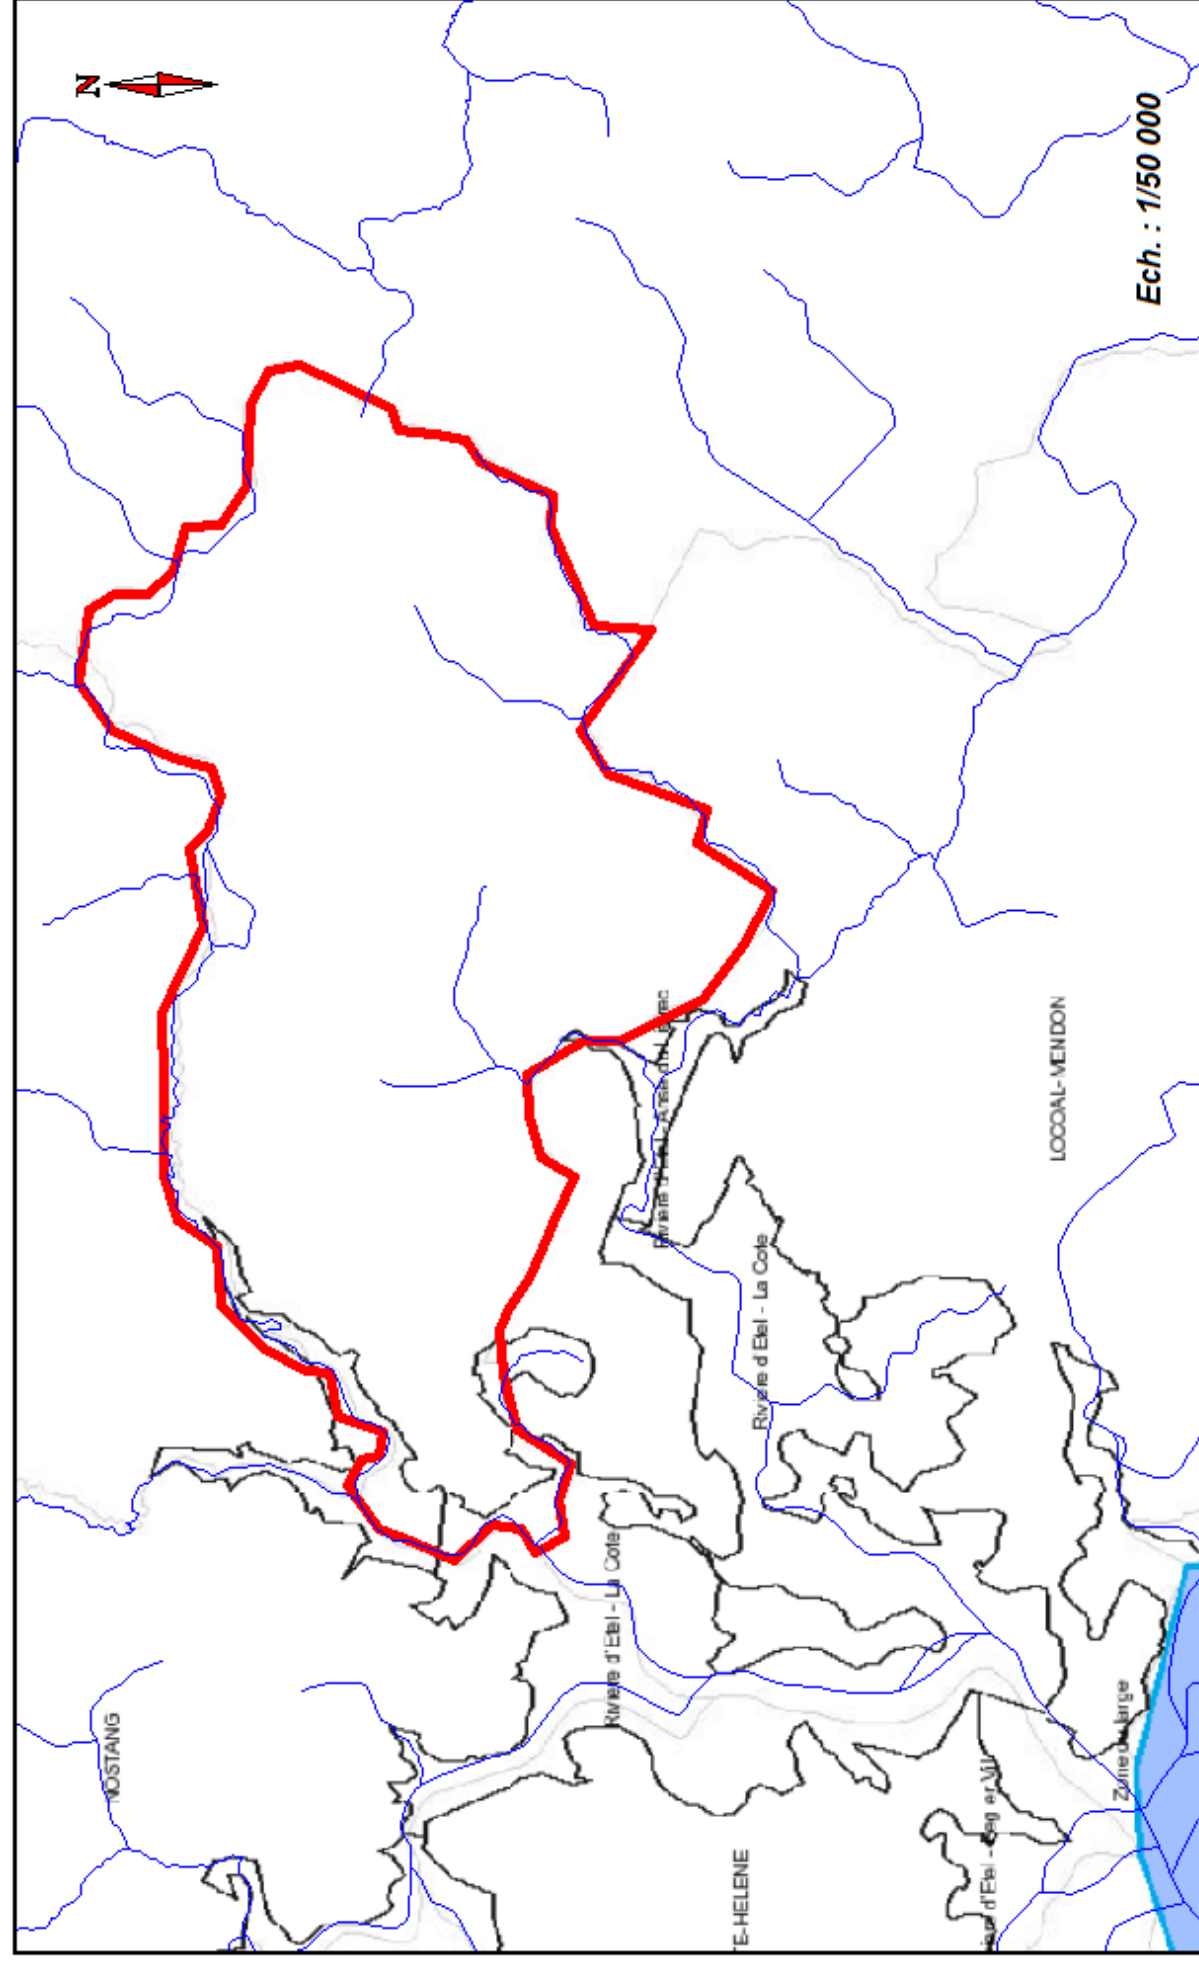 N
Ech. : 1/50 000
NOSTANG
Rivière d'Etel - La Cote
Rivière d'Etel - La Cote
LOCOAL-MENDON
TE-HELENE
Zone du large